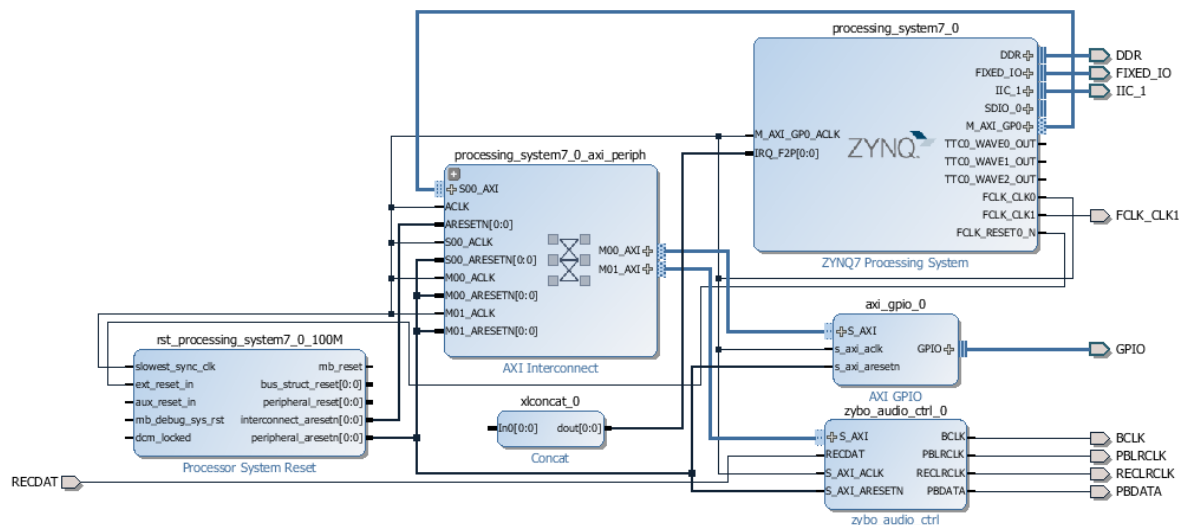 processing_system7_0
DDR
FIXED_IO
IIC_1
SDIO_0
M_AXI_GP0
M_AXI_GP0_ACLK
IRQ_F2P[0:0]
ZYNQ
TTC0_WAVE0_OUT
TTC0_WAVE1_OUT
TTC0_WAVE2_OUT
FCLK_CLK0
FCLK_CLK1
FCLK_RESET0_N
ZYNQ7 Processing System
DDR
FIXED_IO
IIC_1
FCLK_CLK1
processing_system7_0_axi_periph
S00_AXI
ACLK
ARESETN[0:0]
S00_ACLK
S00_ARESETN[0:0]
M00_ACLK
M00_ARESETN[0:0]
M01_ACLK
M01_ARESETN[0:0]
M00_AXI
M01_AXI
AXI Interconnect
axi_gpio_0
S_AXI
s_axi_aclk
s_axi_aresetn
GPIO
AXI GPIO
GPIO
rst_processing_system7_0_100M
slowest_sync_clk
ext_reset_in
aux_reset_in
mb_debug_sys_rst
dcm_locked
mb_reset
bus_struct_reset[0:0]
peripheral_reset[0:0]
interconnect_aresetn[0:0]
peripheral_aresetn[0:0]
Processor System Reset
xlconcat_0
In0[0:0]
dout[0:0]
Concat
zybo_audio_ctrl_0
S_AXI
RECDAT
S_AXI_ACLK
S_AXI_ARESETN
BCLK
PBLRCLK
RECLRCLK
PBDATA
zybo_audio_ctrl
BCLK
PBLRCLK
RECLRCLK
PBDATA
RECDAT